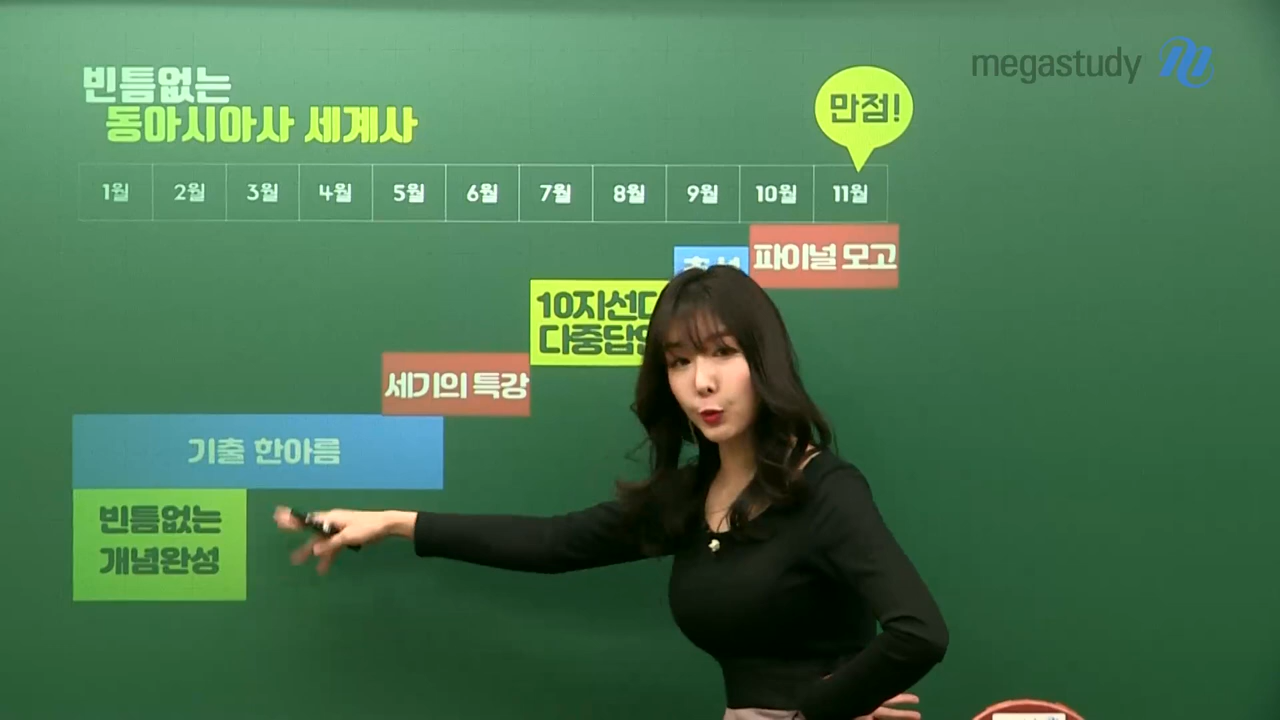 megastudy
빈틈없는
동아시아사 세계사
만점!
1월 2월 3월 4월 5월 6월 7월 8월 9월 10월 11월
파이널 모고
10지선다
세기의 특강
기출 한아름
빈틈없는
개념완성